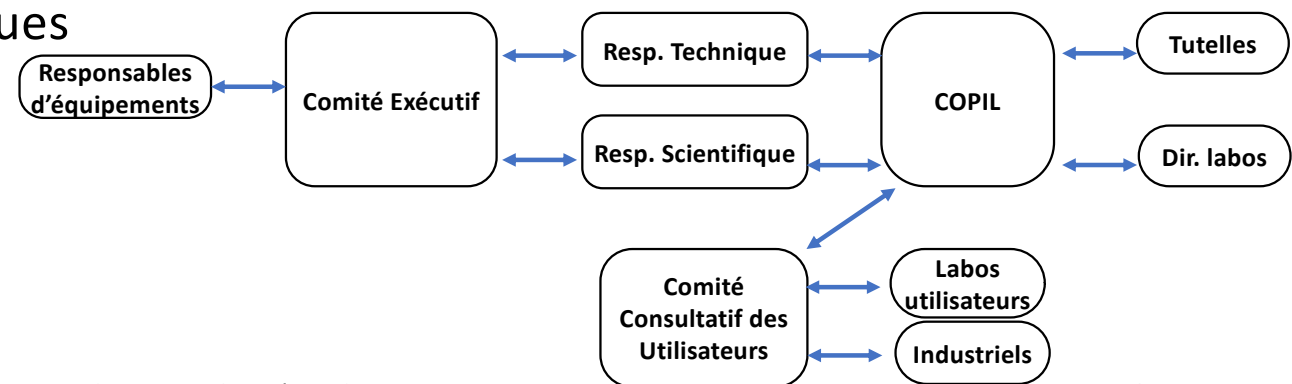 ues
Responsables
d'équipements
Comité Exécutif
Resp. Technique
Resp. Scientifique
COPIL
Tutelles
Dir. labos
Comité
Consultatif des
Utilisateurs
Labos
utilisateurs
Industriels